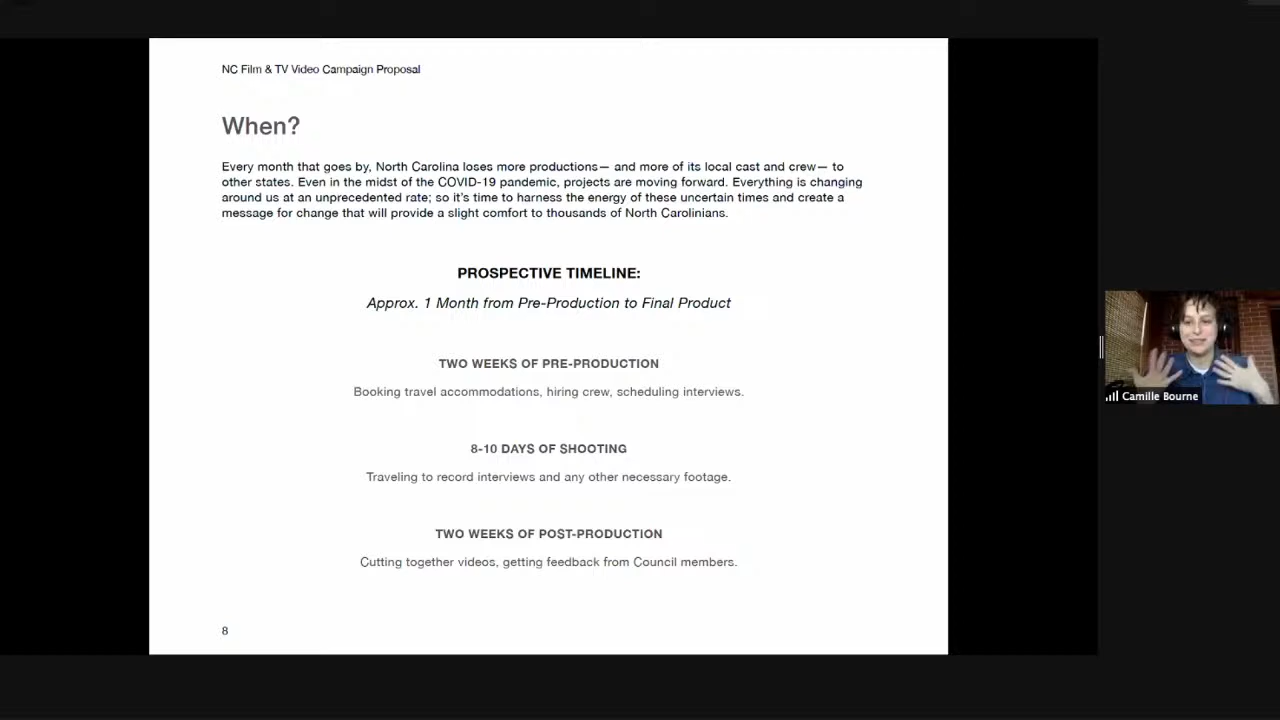 NC Film & TV Video Campaign Proposal
When?
Every month that goes by, North Carolina loses more productions— and more of its local cast and crew— to
other states. Even in the midst of the COVID-19 pandemic, projects are moving forward. Everything is changing
around us at an unprecedented rate; so it's time to harness the energy of these uncertain times and create a
message for change that will provide a slight comfort to thousands of North Carolinians.
PROSPECTIVE TIMELINE:
Approx. 1 Month from Pre-Production to Final Product
TWO WEEKS OF PRE-PRODUCTION
Booking travel accommodations, hiring crew, scheduling interviews.
8-10 DAYS OF SHOOTING
Traveling to record interviews and any other necessary footage.
TWO WEEKS OF POST-PRODUCTION
Cutting together videos, getting feedback from Council members.
8
Camille Bourne